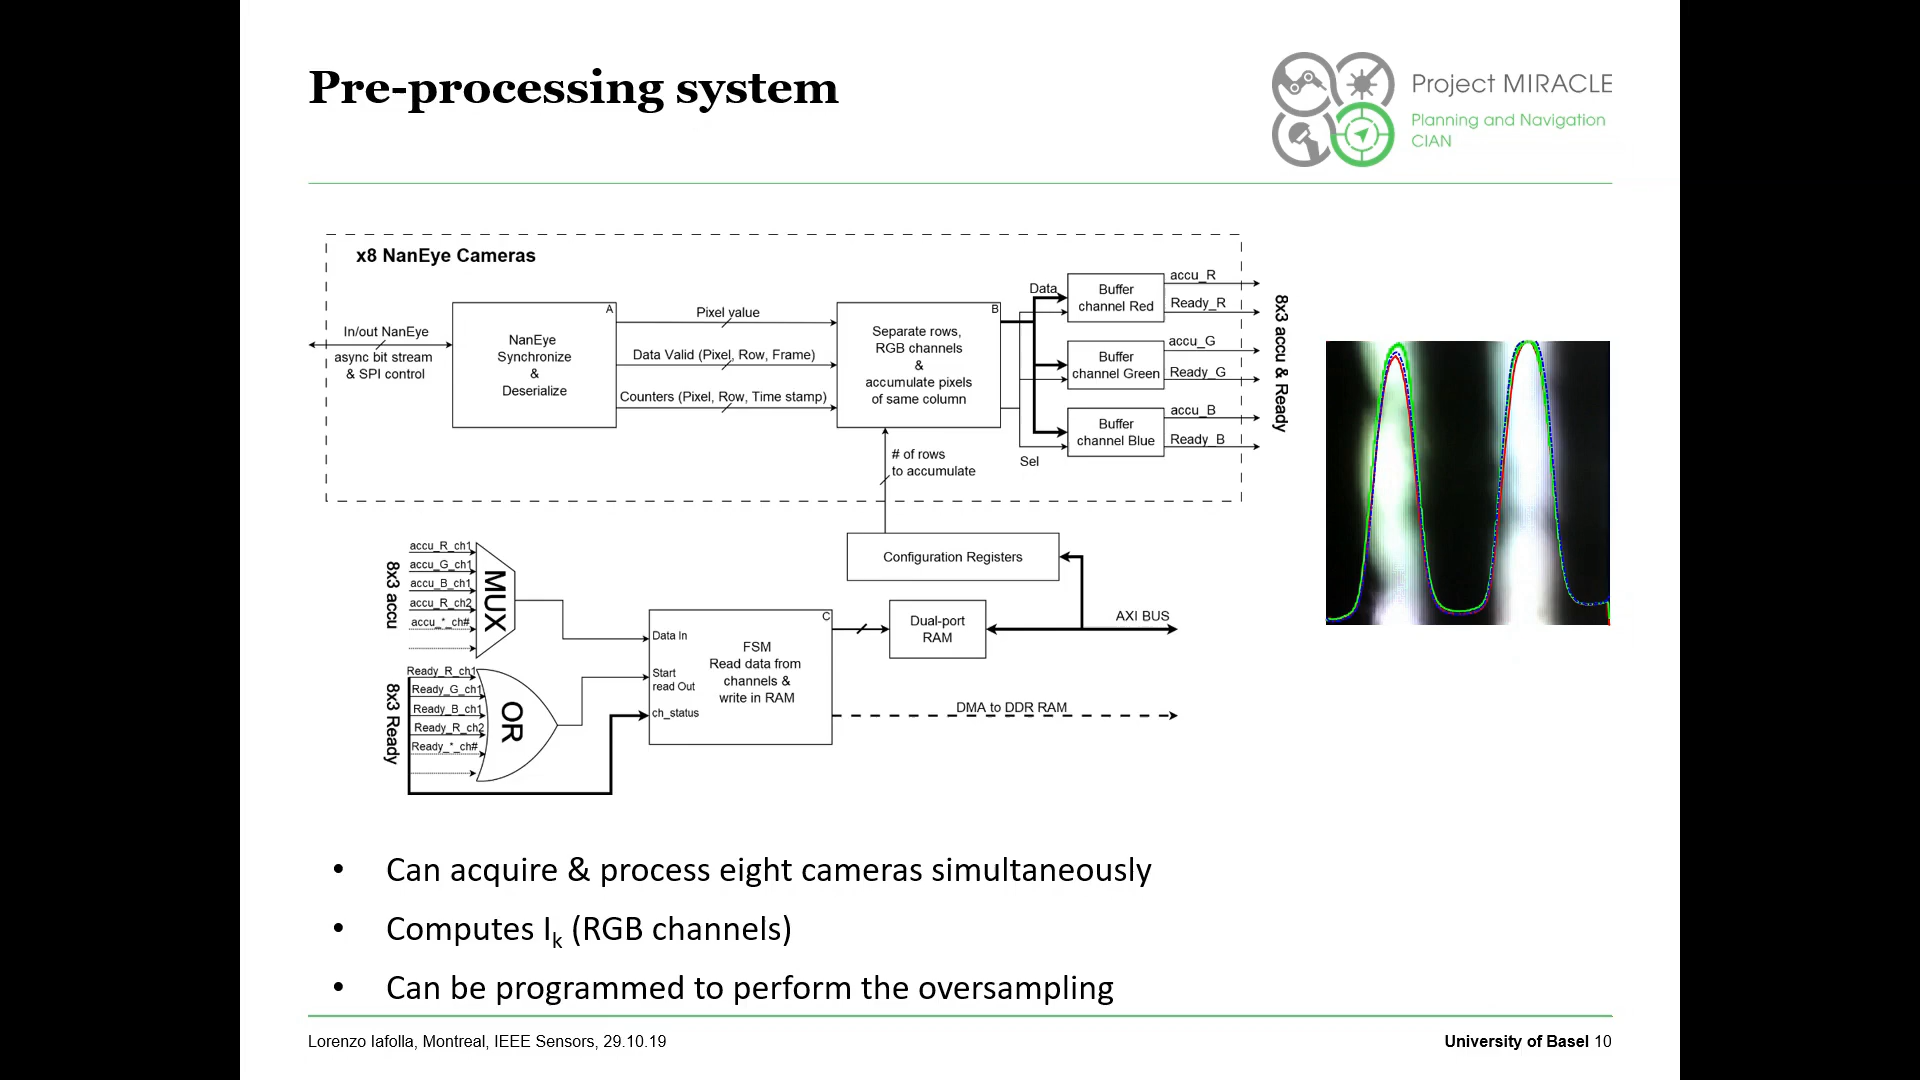 Pre-processing system
Project MIRACLE
Planning and Navigation
CIAN
x8 NanEye Cameras
In/out NanEye
async bit stream
& SPI control
A
NanEye
Synchronize
&
Deserialize
Pixel value
Data Valid (Pixel, Row, Frame)
Counters (Pixel, Row, Time stamp)
B
Separate rows,
RGB channels
&
accumulate pixels
of same column
# of rows
to accumulate
Data
Sel
Buffer
channel Red
Buffer
channel Green
Buffer
channel Blue
accu_R
Ready_R
accu_G
Ready_G
accu_B
Ready_B
8x3 accu & Ready
Configuration Registers
8x3 accu
accu_R_ch1
accu_G_ch1
accu_B_ch1
accu_R_ch2
accu_*_ch#
MUX
8x3 Ready
Ready_R_ch1
Ready_G_ch1
Ready_B_ch1
Ready_R_ch2
Ready_*_ch#
OR
C
Data In
Start
read Out
ch_status
FSM
Read data from
channels &
write in RAM
Dual-port
RAM
AXI BUS
DMA to DDR RAM
• Can acquire & process eight cameras simultaneously
• Computes Ik (RGB channels)
• Can be programmed to perform the oversampling
Lorenzo Iafolla, Montreal, IEEE Sensors, 29.10.19
University of Basel 10